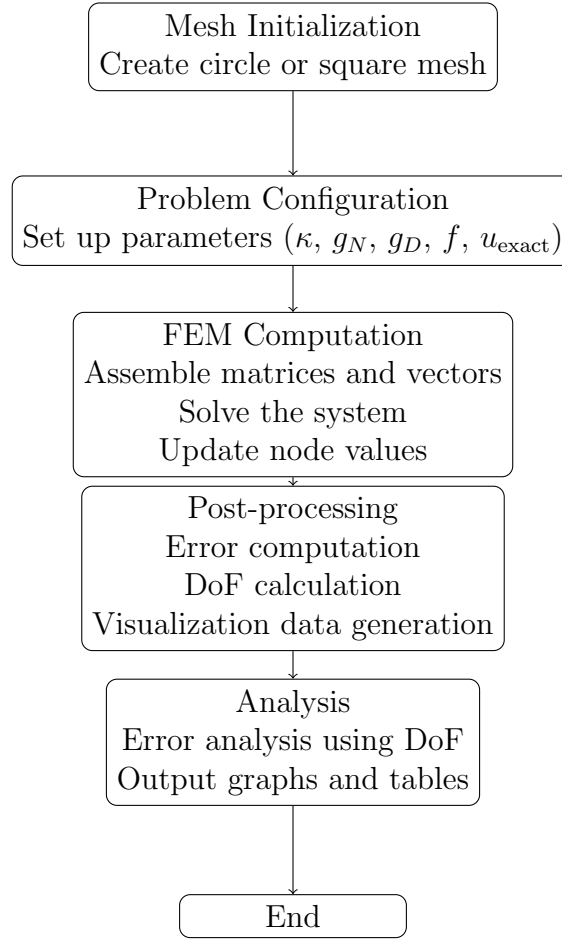 Mesh Initialization
Create circle or square mesh
Problem Configuration
Set up parameters (κ, g_N, g_D, f, u_exact)
FEM Computation
Assemble matrices and vectors
Solve the system
Update node values
Post-processing
Error computation
DoF calculation
Visualization data generation
Analysis
Error analysis using DoF
Output graphs and tables
End